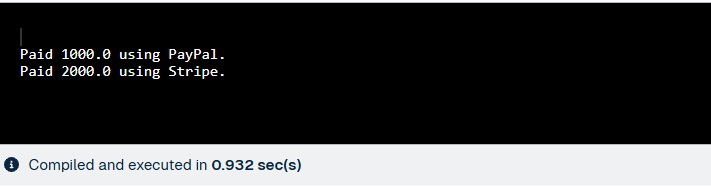 Paid 1000.0 using PayPal.
Paid 2000.0 using Stripe.
Compiled and executed in 0.932 sec(s)